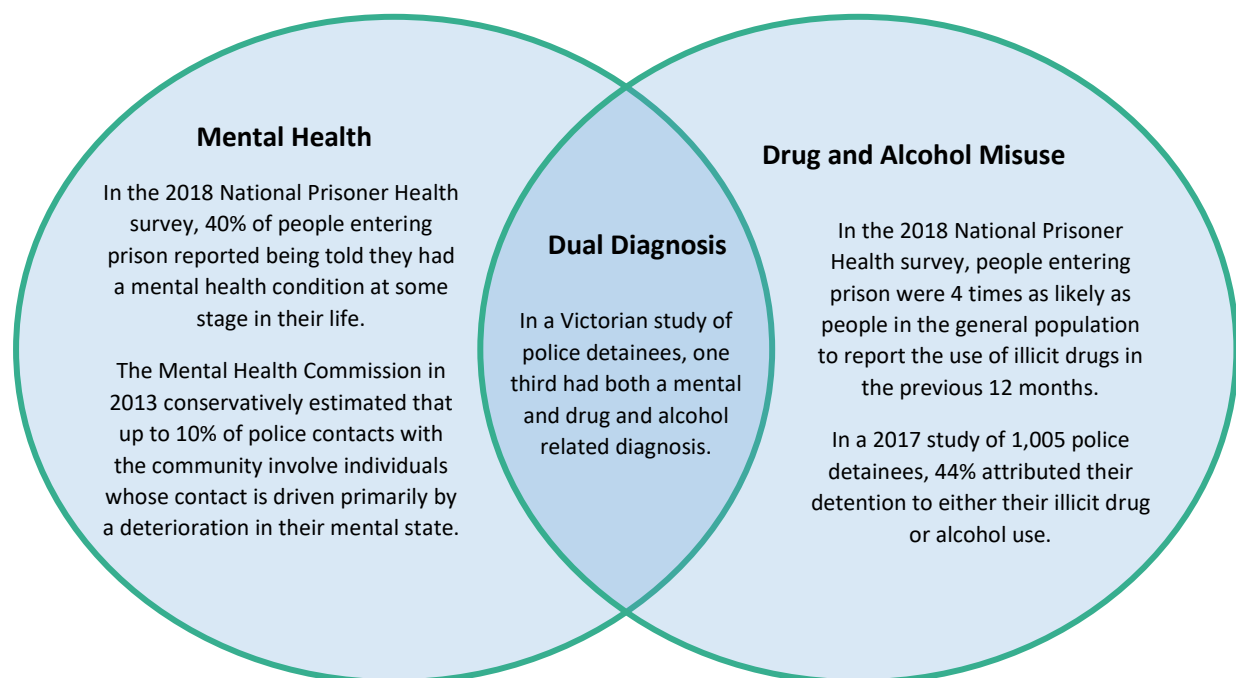 Mental Health
In the 2018 National Prisoner Health
survey, 40% of people entering
prison reported being told they had
a mental health condition at some
stage in their life.
The Mental Health Commission in
2013 conservatively estimated that
up to 10% of police contacts with
the community involve individuals
whose contact is driven primarily by
a deterioration in their mental state.
Dual Diagnosis
In a Victorian study of
police detainees, one
third had both a mental
and drug and alcohol
related diagnosis.
Drug and Alcohol Misuse
In the 2018 National Prisoner
Health survey, people entering
prison were 4 times as likely as
people in the general population
to report the use of illicit drugs in
the previous 12 months.
In a 2017 study of 1,005 police
detainees, 44% attributed their
detention to either their illicit drug
or alcohol use.